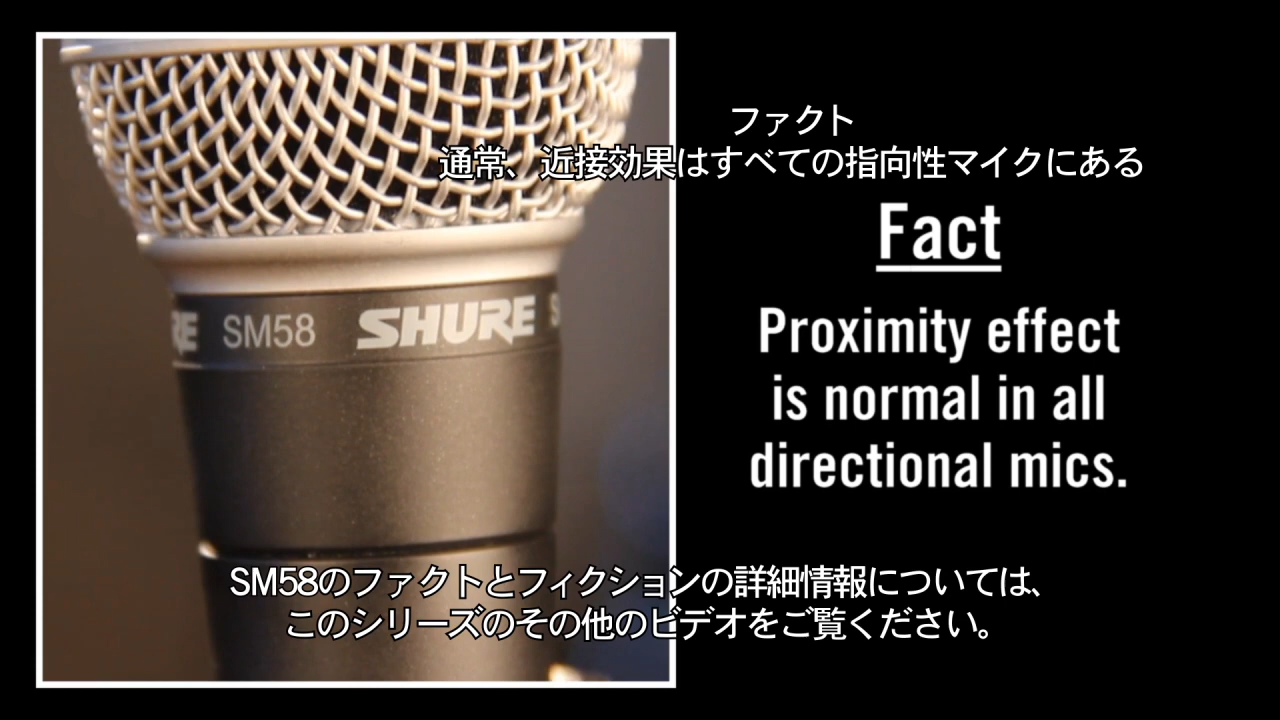 ファクト
通常、近接効果はすべての指向性マイクにある
Fact
Proximity effect
is normal in all
directional mics.
RE SM58 SHURE S
SM58のファクトとフィクションの詳細情報については、
このシリーズのその他のビデオをご覧ください。